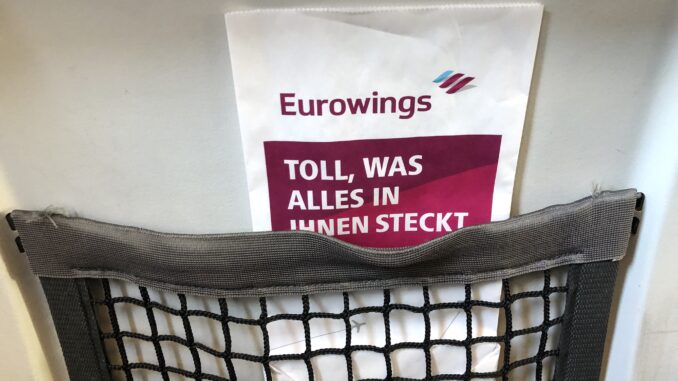 Eurowings
TOLL, WAS
ALLES IN
IHNEN STECKT